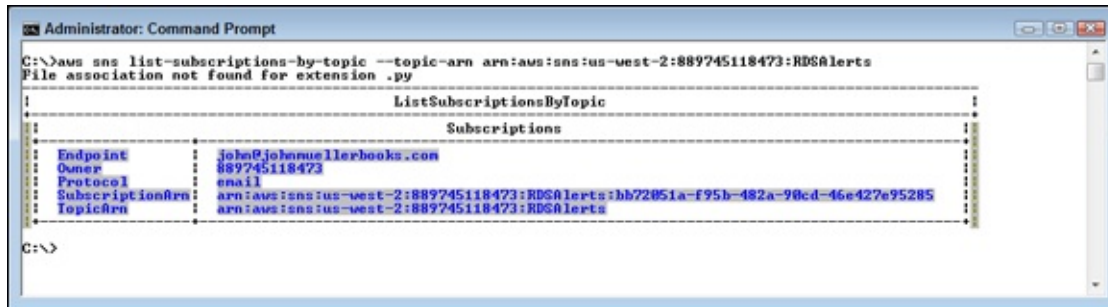 Administrator: Command Prompt
C:\>aws sns list-subscriptions-by-topic --topic-arn arn:aws:sns:us-west-2:889745118473:RDSAlerts
File association not found for extension .py
ListSubscriptionsByTopic
Subscriptions
Endpoint john@johnmuellerbooks.com
Owner 889745118473
Protocol email
SubscriptionArn arn:aws:sns:us-west-2:889745118473:RDSAlerts:bb72051a-f95b-482a-90cd-46e427e95285
TopicArn arn:aws:sns:us-west-2:889745118473:RDSAlerts
C:\>